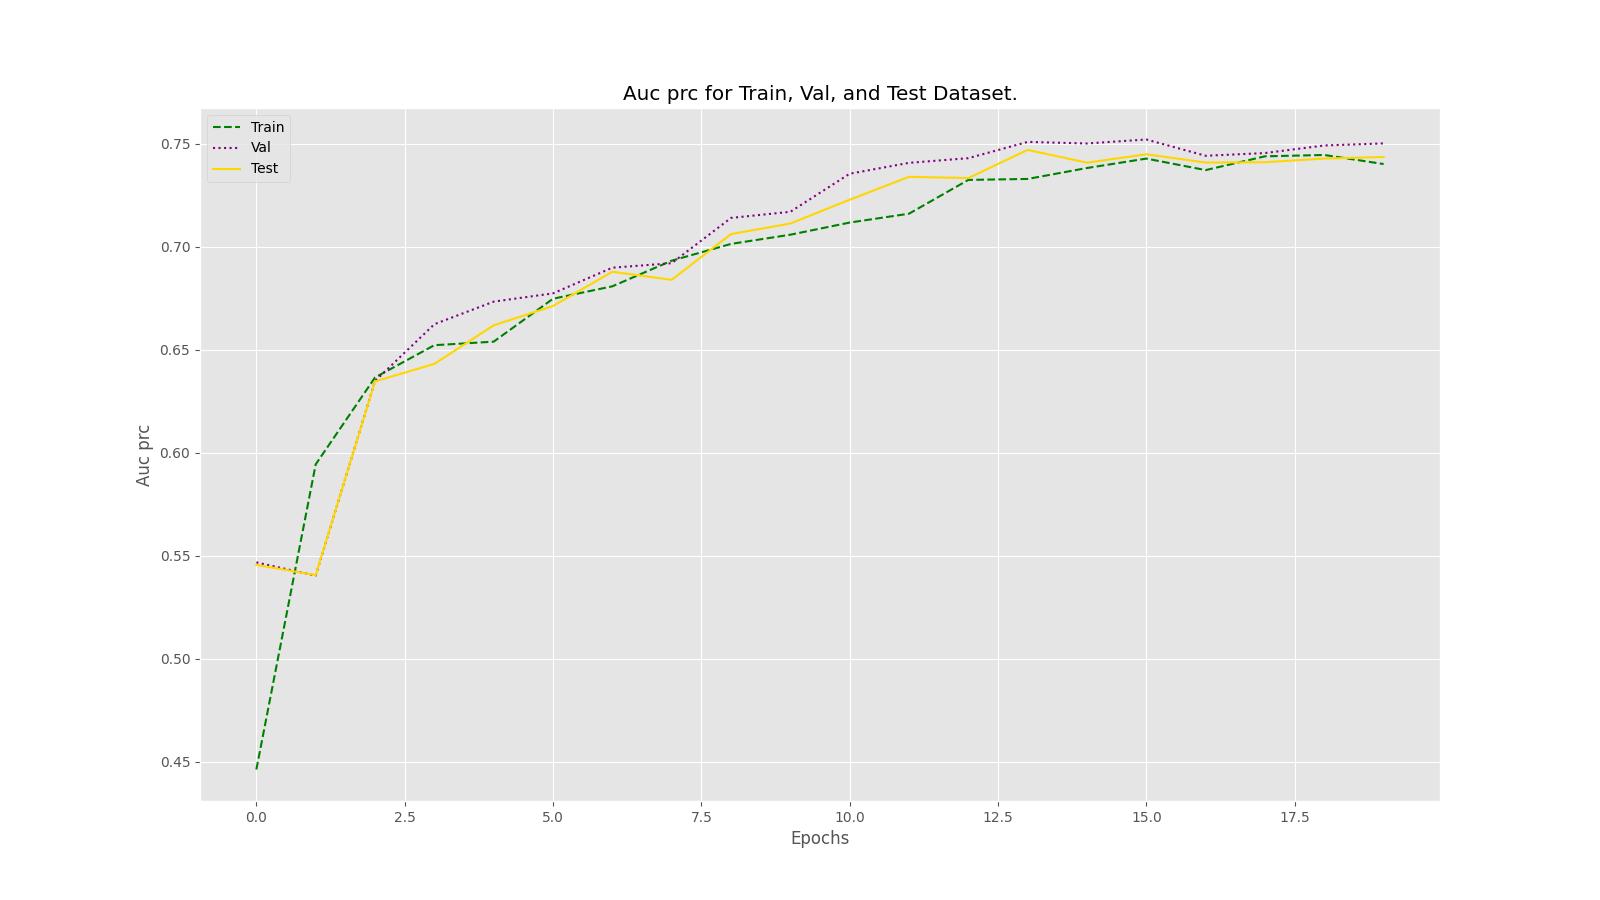 Auc prc for Train, Val, and Test Dataset.
Train
Val
Test
0.75
0.70
0.65
0.60
0.55
0.50
0.45
Auc prc
0.0 2.5 5.0 7.5 10.0 12.5 15.0 17.5
Epochs